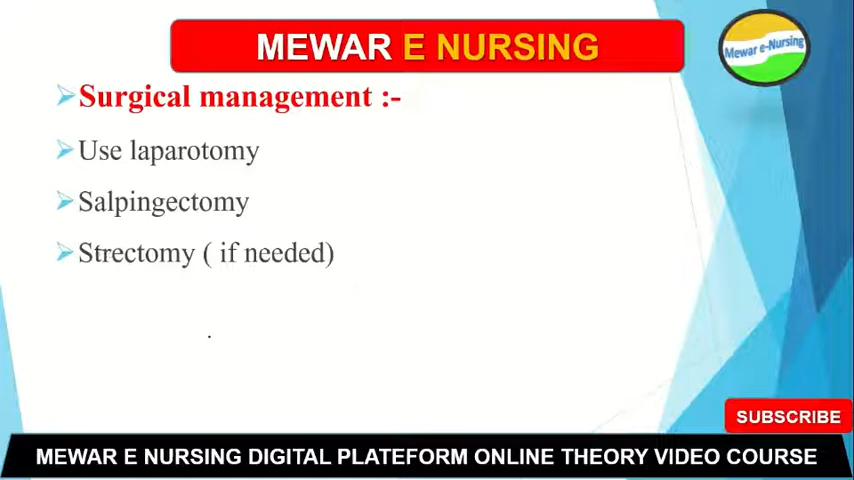 MEWAR E NURSING
Mewar e-Nursing
Surgical management :-
Use laparotomy
Salpingectomy
Strectomy ( if needed)
.
SUBSCRIBE
MEWAR E NURSING DIGITAL PLATEFORM ONLINE THEORY VIDEO COURSE